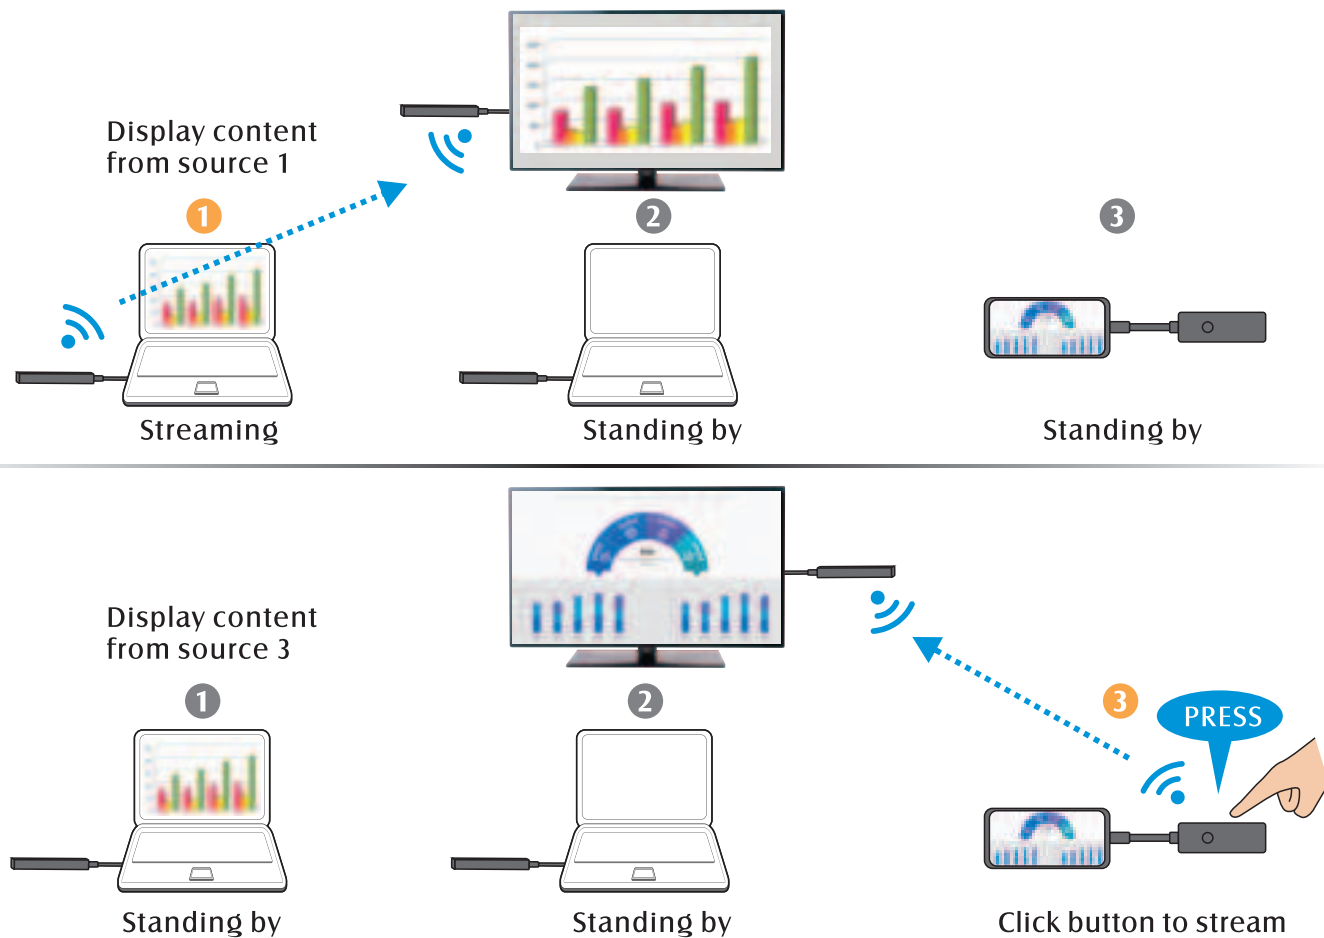 Display content
from source 1
1
2
3
Streaming
Standing by
Standing by
Display content
from source 3
1
2
3
PRESS
Standing by
Standing by
Click button to stream